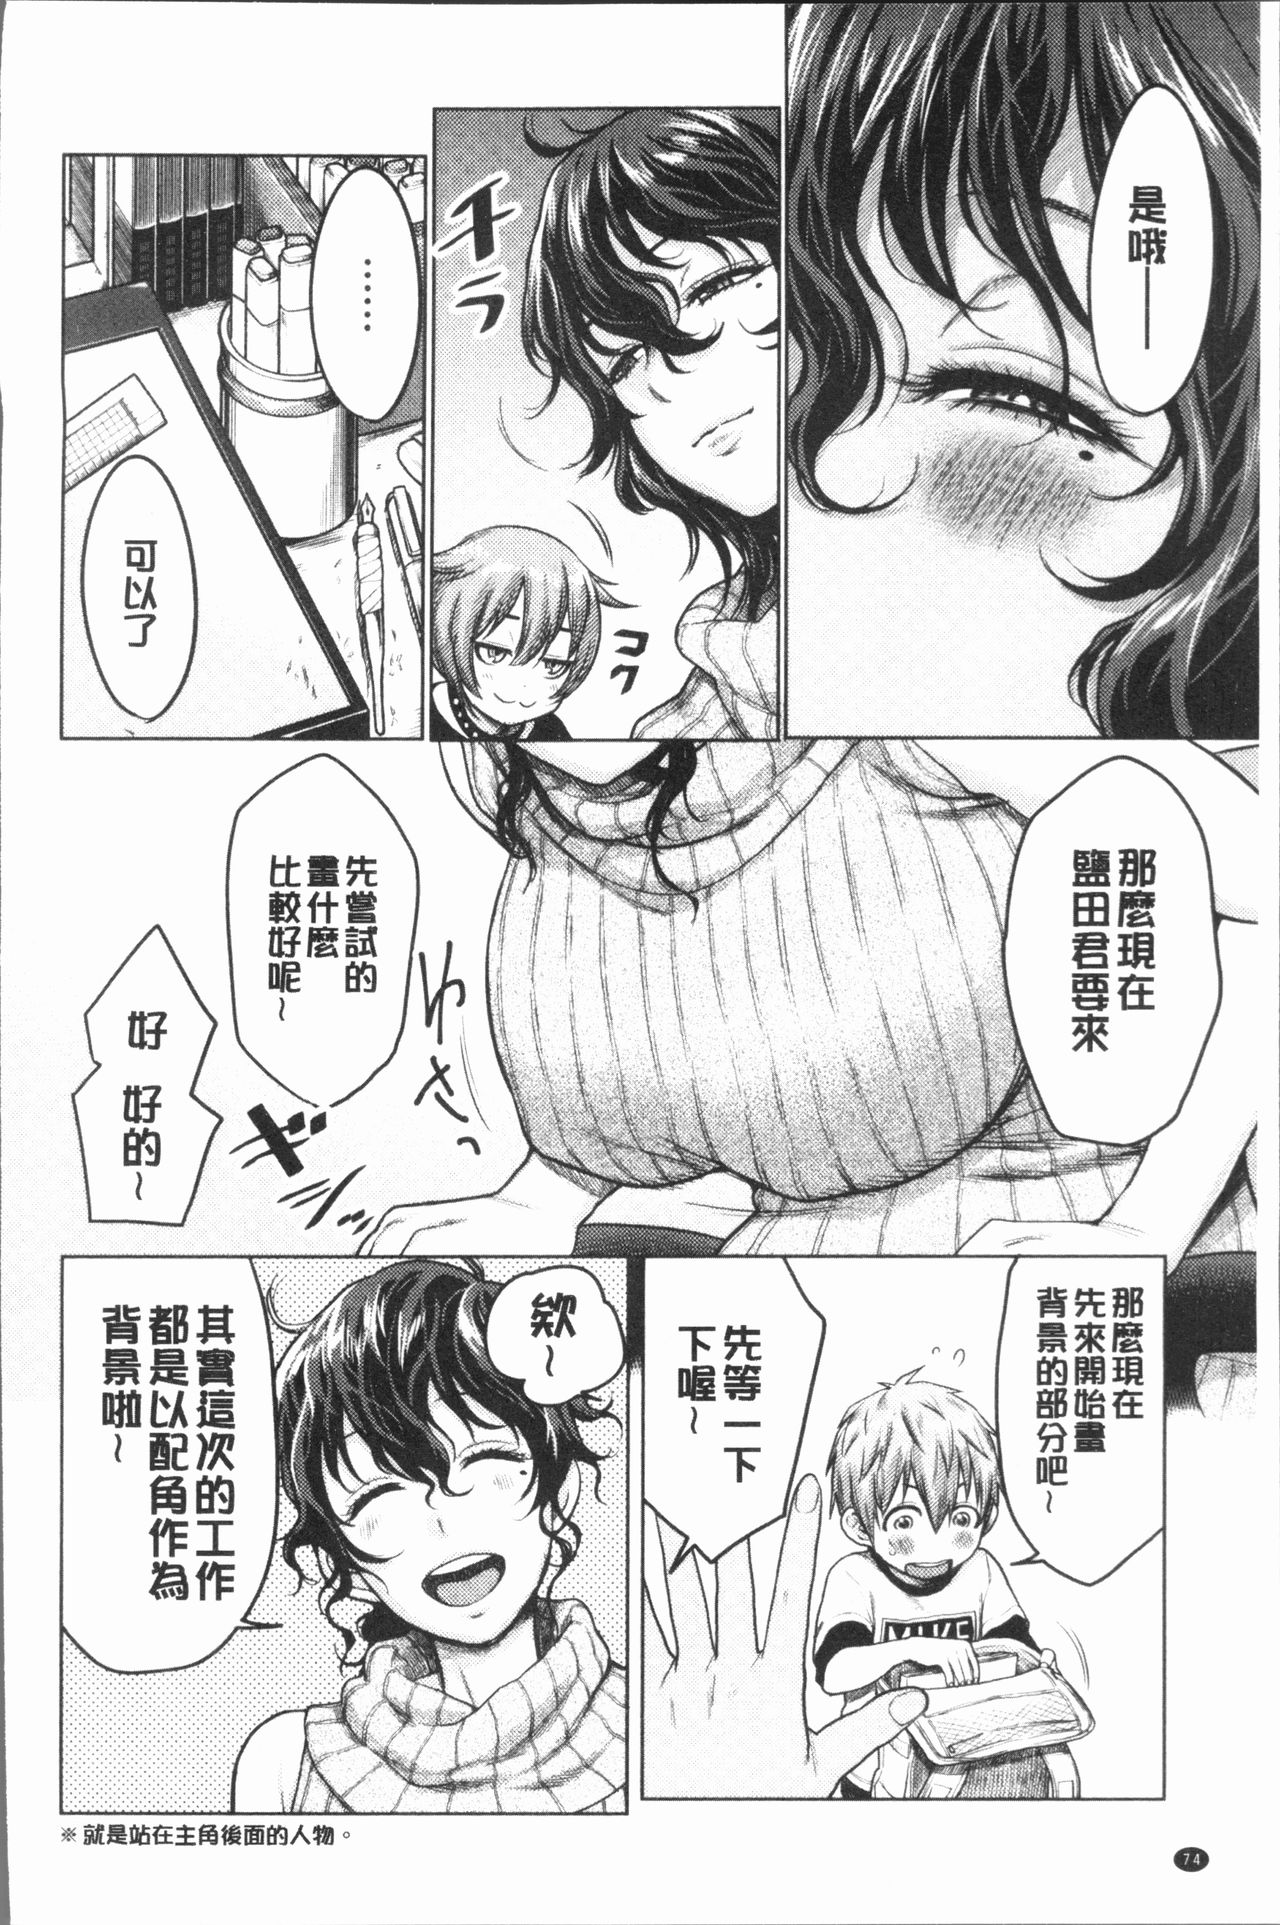 是哦——
チラ
コク
……
可以了
那麼現在
鹽田君要來
先嘗試的
畫什麼
比較好呢~
ゆさっ
ギジ
好 好的~
那麼現在
先來開始畫
背景的部分吧~
先等一下
下喔~
欸~
其實這次的工作
都是以配角作為
背景啦~
※就是站在主角後面的人物。
74